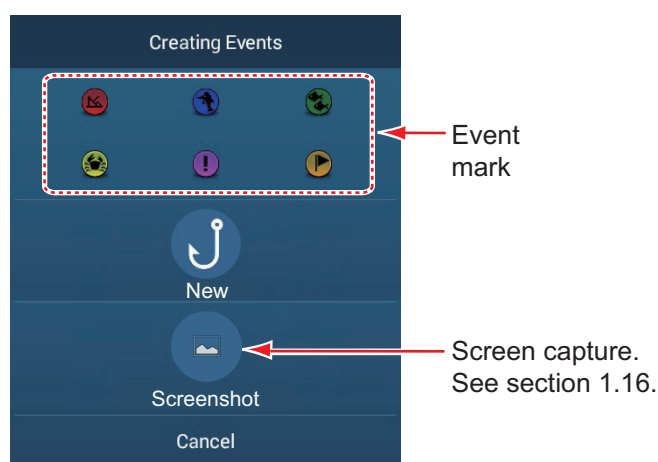 Creating Events
Event
mark
New
Screen capture.
See section 1.16.
Screenshot
Cancel